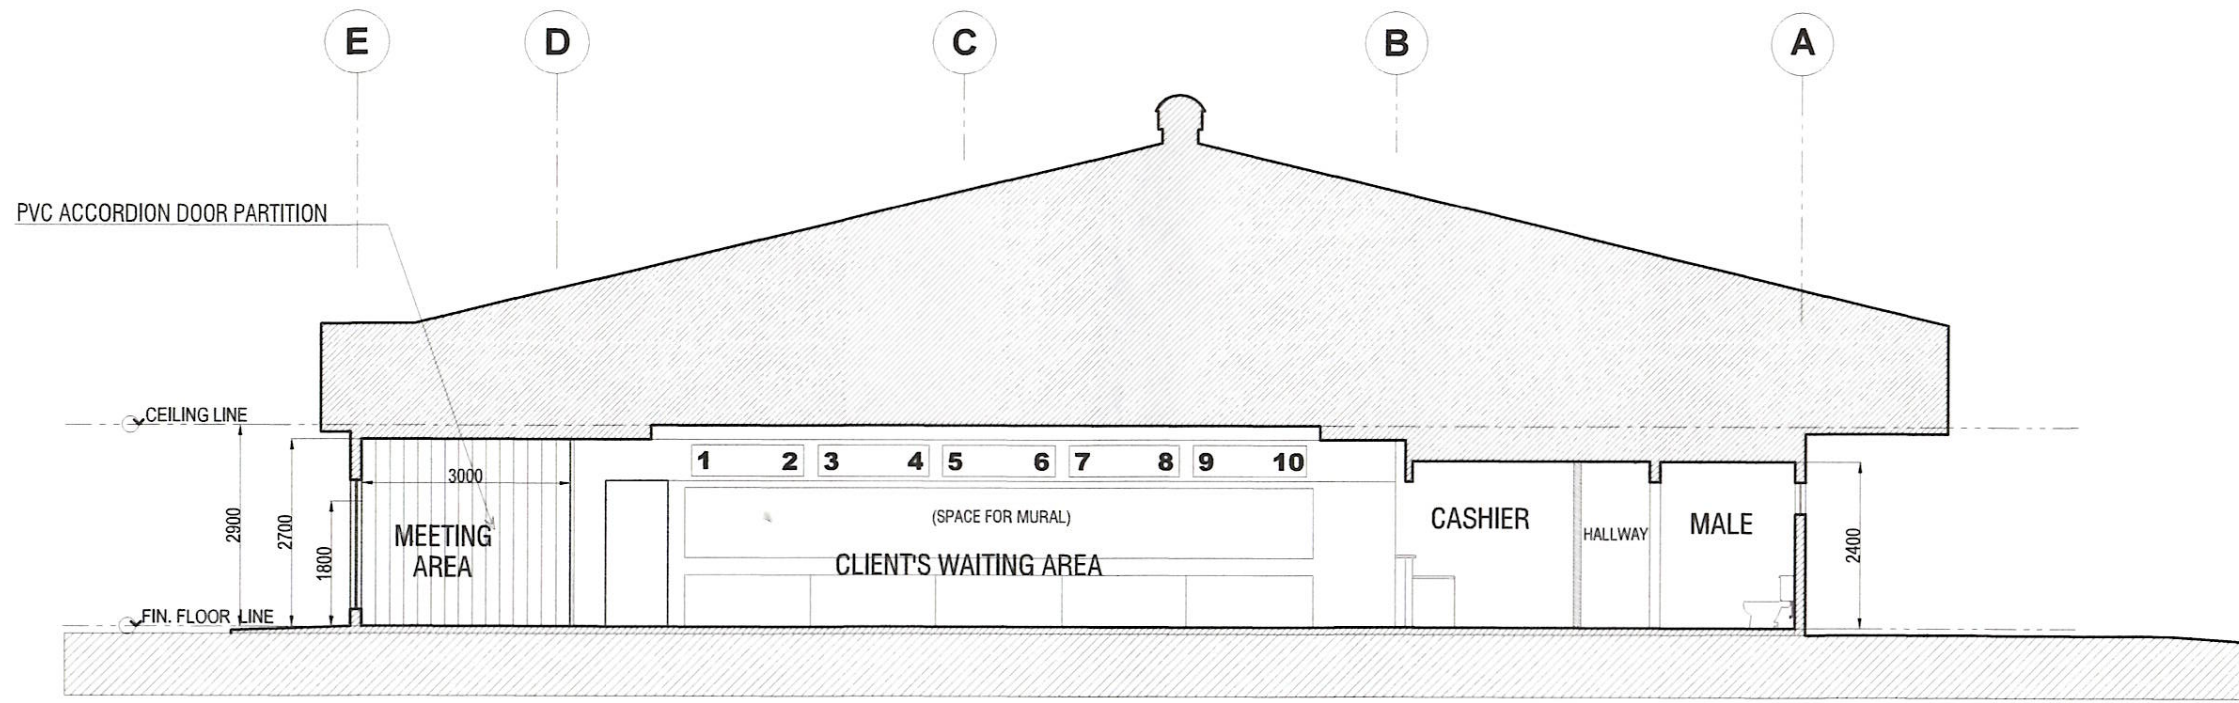 E D C B A
PVC ACCORDION DOOR PARTITION
CEILING LINE
1 2 3 4 5 6 7 8 9 10
3000
(SPACE FOR MURAL)
CASHIER
MALE
2900
2700
1800
MEETING
AREA
HALLWAY
2400
CLIENT'S WAITING AREA
FIN. FLOOR LINE